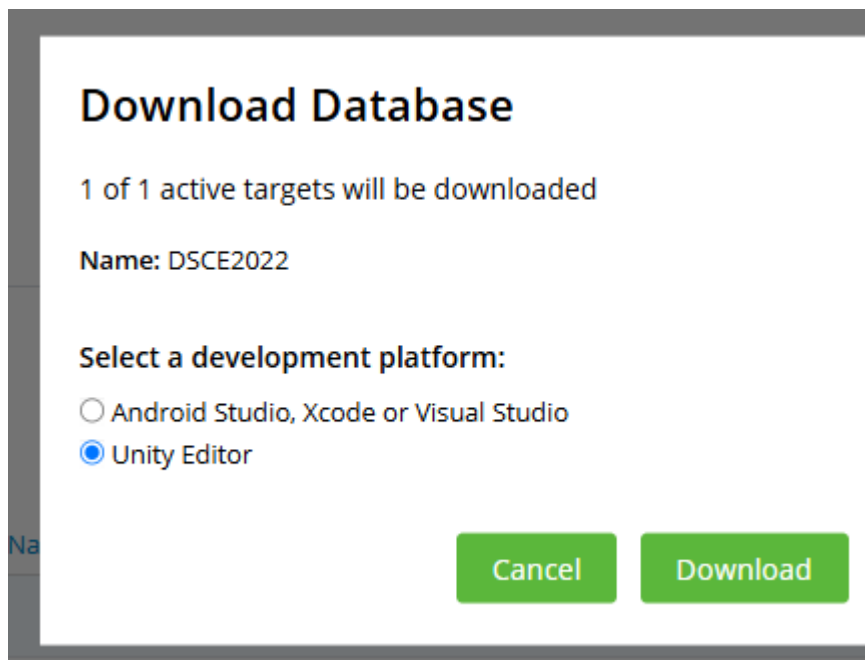 Download Database
1 of 1 active targets will be downloaded
Name: DSCE2022
Select a development platform:
Android Studio, Xcode or Visual Studio
Unity Editor
Na
Cancel Download